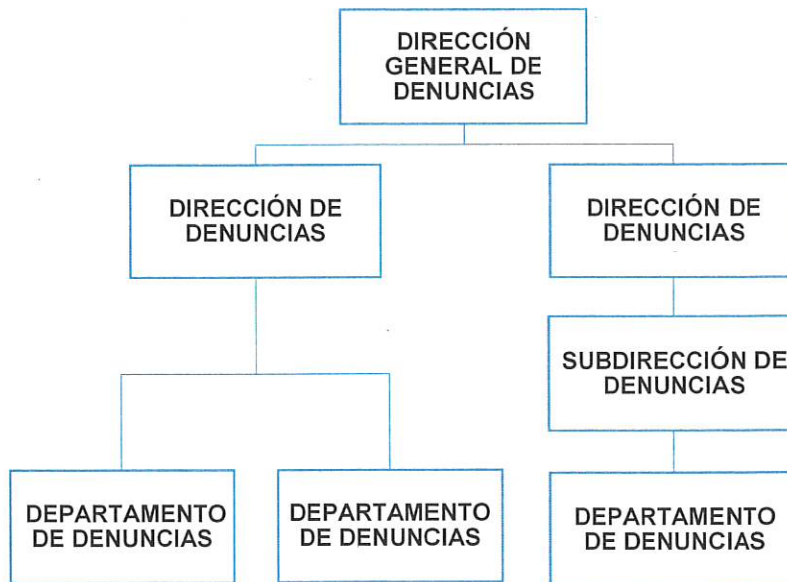 DIRECCIÓN
GENERAL DE
DENUNCIAS
DIRECCIÓN DE
DENUNCIAS
DIRECCIÓN DE
DENUNCIAS
SUBDIRECCIÓN DE
DENUNCIAS
DEPARTAMENTO
DE DENUNCIAS
DEPARTAMENTO
DE DENUNCIAS
DEPARTAMENTO
DE DENUNCIAS